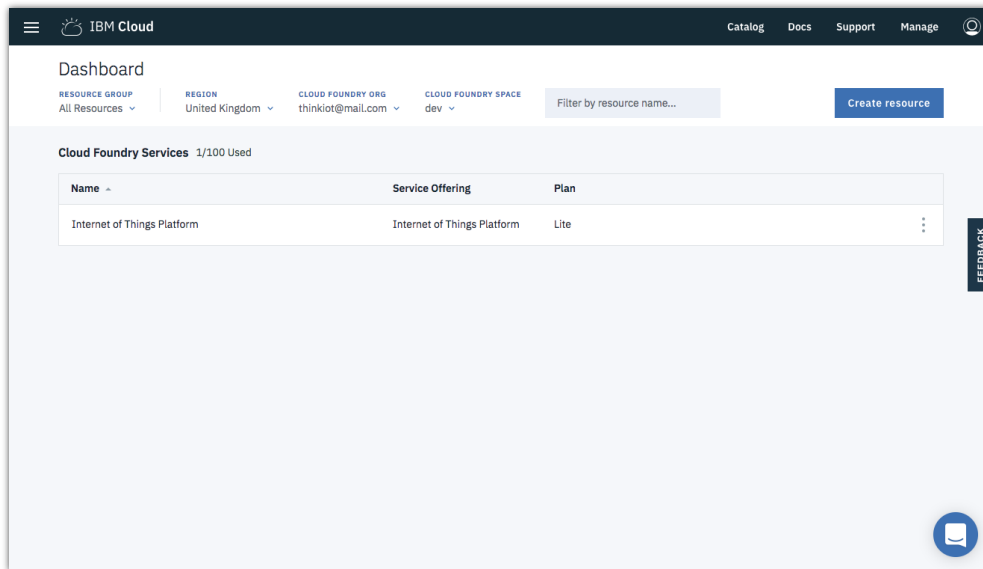 IBM Cloud Catalog Docs Support Manage
Dashboard
RESOURCE GROUP REGION CLOUD FOUNDRY ORG CLOUD FOUNDRY SPACE
All Resources United Kingdom thinkiot@mail.com dev Filter by resource name... Create resource
Cloud Foundry Services 1/100 Used
Name Service Offering Plan
Internet of Things Platform Internet of Things Platform Lite
FEEDBACK